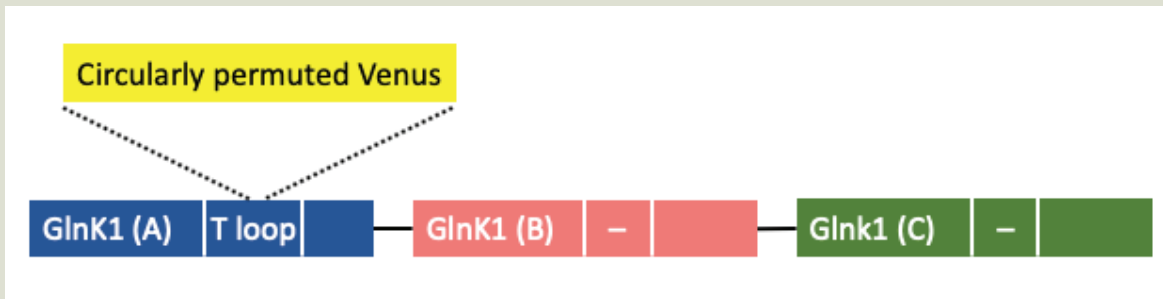 Circularly permuted Venus
GlnK1 (A) T loop GlnK1 (B) – Glnk1 (C) –